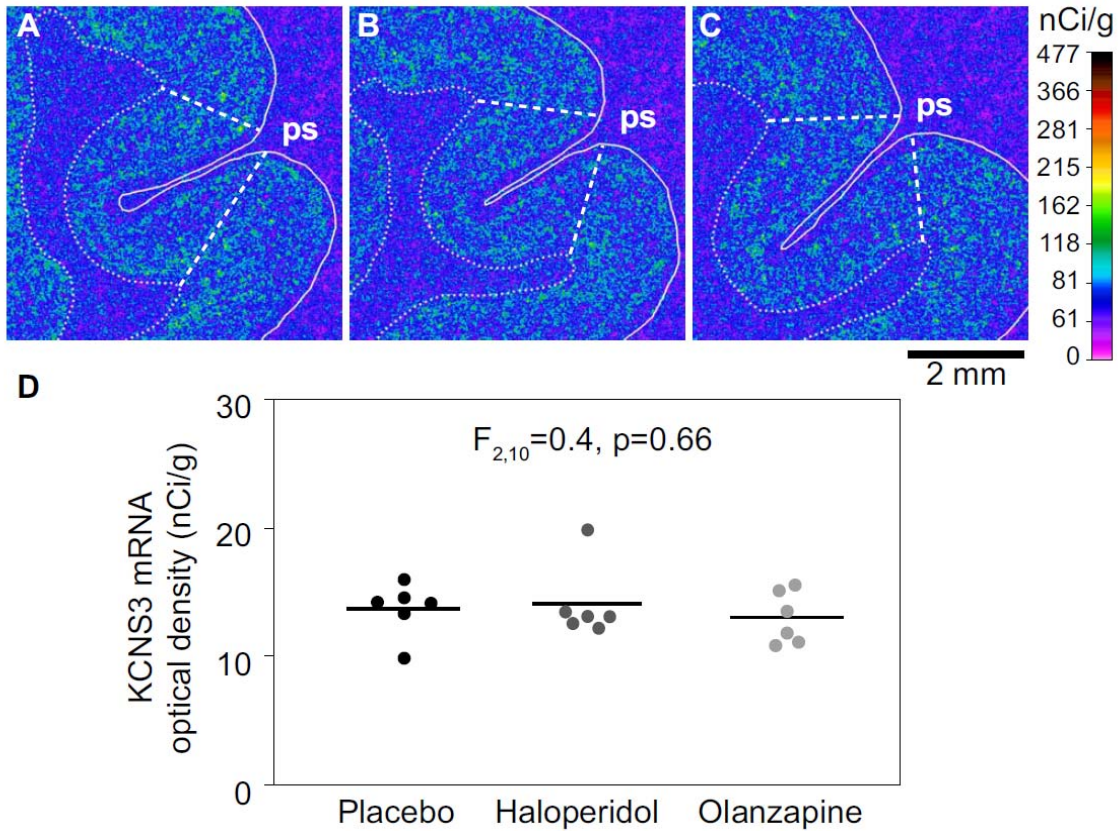 A
B
C
nCi/g
ps
ps
ps
477
366
281
215
162
118
81
61
0
2 mm
D
30
20
10
0
KCNS3 mRNA
optical density (nCi/g)
F2,10=0.4, p=0.66
Placebo
Haloperidol
Olanzapine